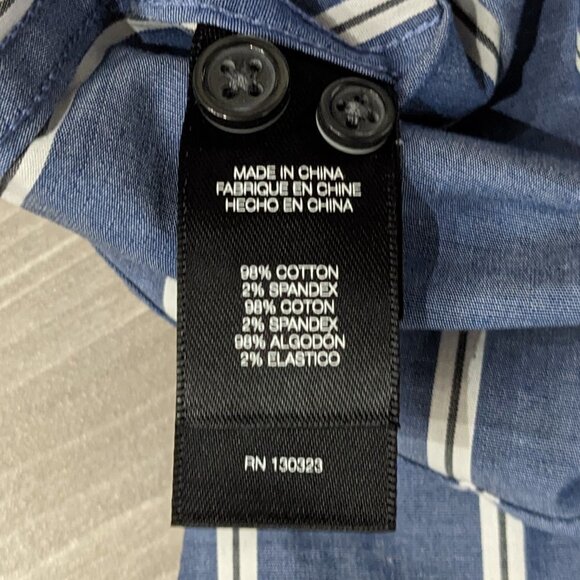 MADE IN CHINA
FABRIQUE EN CHINE
HECHO EN CHINA
98% COTTON
2% SPANDEX
98% COTON
2% SPANDEX
98% ALGODÓN
2% ELASTICO
RN 130323